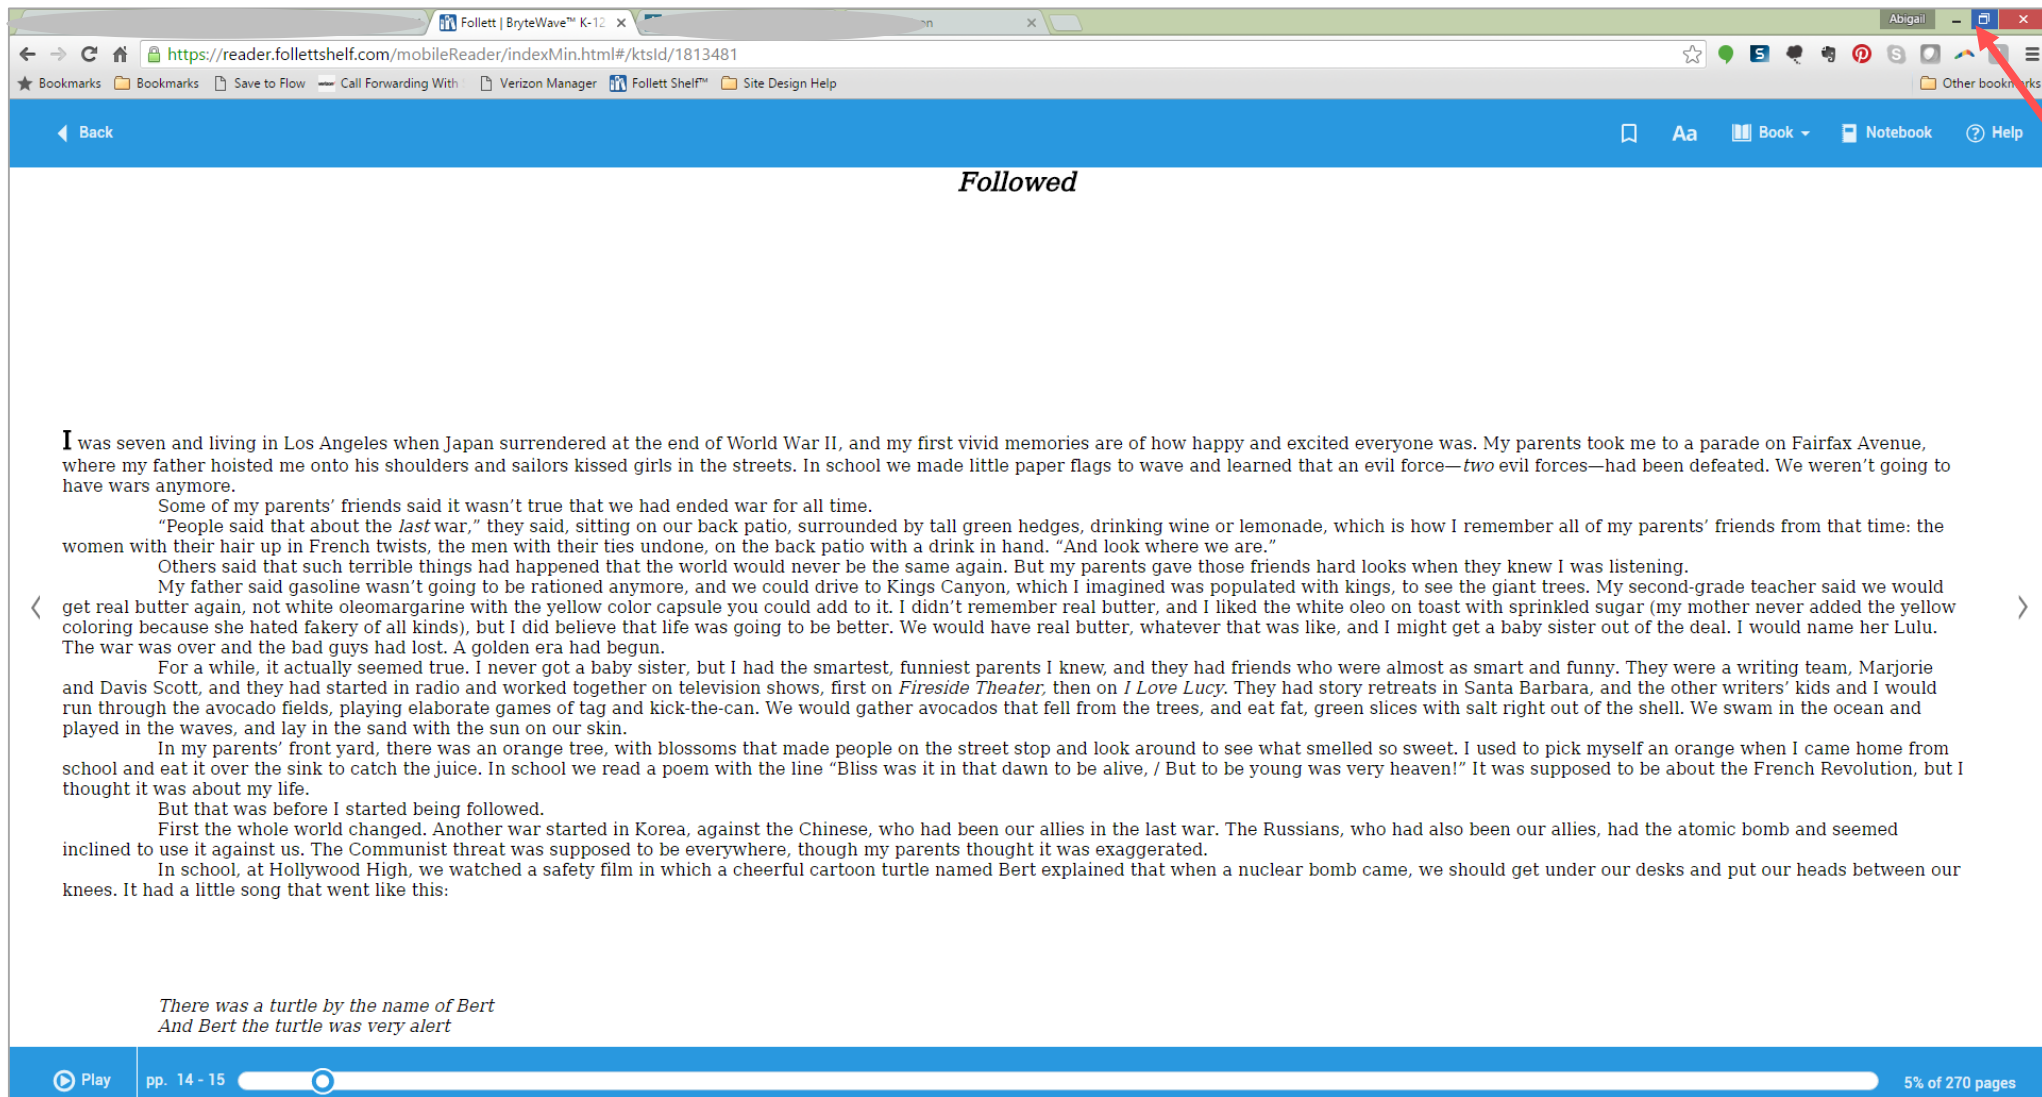 Follett | BryteWave™ K-12
Abigail
https://reader.follettshelf.com/mobileReader/indexMin.html#/ktsId/1813481
Bookmarks Bookmarks Save to Flow Call Forwarding With Verizon Manager Follett Shelf™ Site Design Help Other bookmarks
Back Aa Book Notebook Help
Followed
I was seven and living in Los Angeles when Japan surrendered at the end of World War II, and my first vivid memories are of how happy and excited everyone was. My parents took me to a parade on Fairfax Avenue,
where my father hoisted me onto his shoulders and sailors kissed girls in the streets. In school we made little paper flags to wave and learned that an evil force—two evil forces—had been defeated. We weren’t going to
have wars anymore.
Some of my parents’ friends said it wasn’t true that we had ended war for all time.
“People said that about the last war,” they said, sitting on our back patio, surrounded by tall green hedges, drinking wine or lemonade, which is how I remember all of my parents’ friends from that time: the
women with their hair up in French twists, the men with their ties undone, on the back patio with a drink in hand. “And look where we are.”
Others said that such terrible things had happened that the world would never be the same again. But my parents gave those friends hard looks when they knew I was listening.
My father said gasoline wasn’t going to be rationed anymore, and we could drive to Kings Canyon, which I imagined was populated with kings, to see the giant trees. My second-grade teacher said we would
get real butter again, not white oleomargarine with the yellow color capsule you could add to it. I didn’t remember real butter, and I liked the white oleo on toast with sprinkled sugar (my mother never added the yellow
coloring because she hated fakery of all kinds), but I did believe that life was going to be better. We would have real butter, whatever that was like, and I might get a baby sister out of the deal. I would name her Lulu.
The war was over and the bad guys had lost. A golden era had begun.
For a while, it actually seemed true. I never got a baby sister, but I had the smartest, funniest parents I knew, and they had friends who were almost as smart and funny. They were a writing team, Marjorie
and Davis Scott, and they had started in radio and worked together on television shows, first on Fireside Theater, then on I Love Lucy. They had story retreats in Santa Barbara, and the other writers’ kids and I would
run through the avocado fields, playing elaborate games of tag and kick-the-can. We would gather avocados that fell from the trees, and eat fat, green slices with salt right out of the shell. We swam in the ocean and
played in the waves, and lay in the sand with the sun on our skin.
In my parents’ front yard, there was an orange tree, with blossoms that made people on the street stop and look around to see what smelled so sweet. I used to pick myself an orange when I came home from
school and eat it over the sink to catch the juice. In school we read a poem with the line “Bliss was it in that dawn to be alive, / But to be young was very heaven!” It was supposed to be about the French Revolution, but I
thought it was about my life.
But that was before I started being followed.
First the whole world changed. Another war started in Korea, against the Chinese, who had been our allies in the last war. The Russians, who had also been our allies, had the atomic bomb and seemed
inclined to use it against us. The Communist threat was supposed to be everywhere, though my parents thought it was exaggerated.
In school, at Hollywood High, we watched a safety film in which a cheerful cartoon turtle named Bert explained that when a nuclear bomb came, we should get under our desks and put our heads between our
knees. It had a little song that went like this:
There was a turtle by the name of Bert
And Bert the turtle was very alert
Play pp. 14 - 15 5% of 270 pages